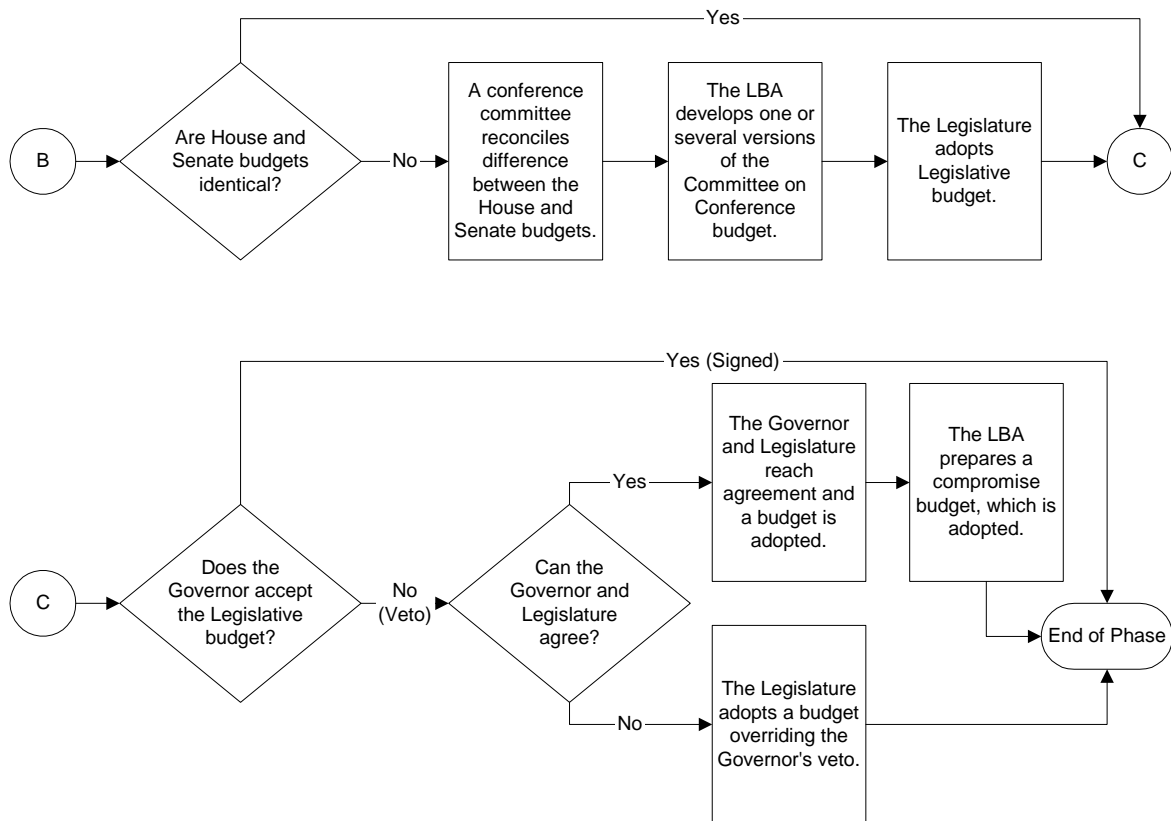 Yes
B
Are House and
Senate budgets
identical?
No
A conference
committee
reconciles
difference
between the
House and
Senate budgets.
The LBA
develops one or
several versions
of the
Committee on
Conference
budget.
The Legislature
adopts
Legislative
budget.
C
Yes (Signed)
C
Does the
Governor accept
the Legislative
budget?
No
(Veto)
Can the
Governor and
Legislature
agree?
Yes
The Governor
and Legislature
reach
agreement and
a budget is
adopted.
The LBA
prepares a
compromise
budget, which is
adopted.
No
The Legislature
adopts a budget
overriding the
Governor's veto.
End of Phase